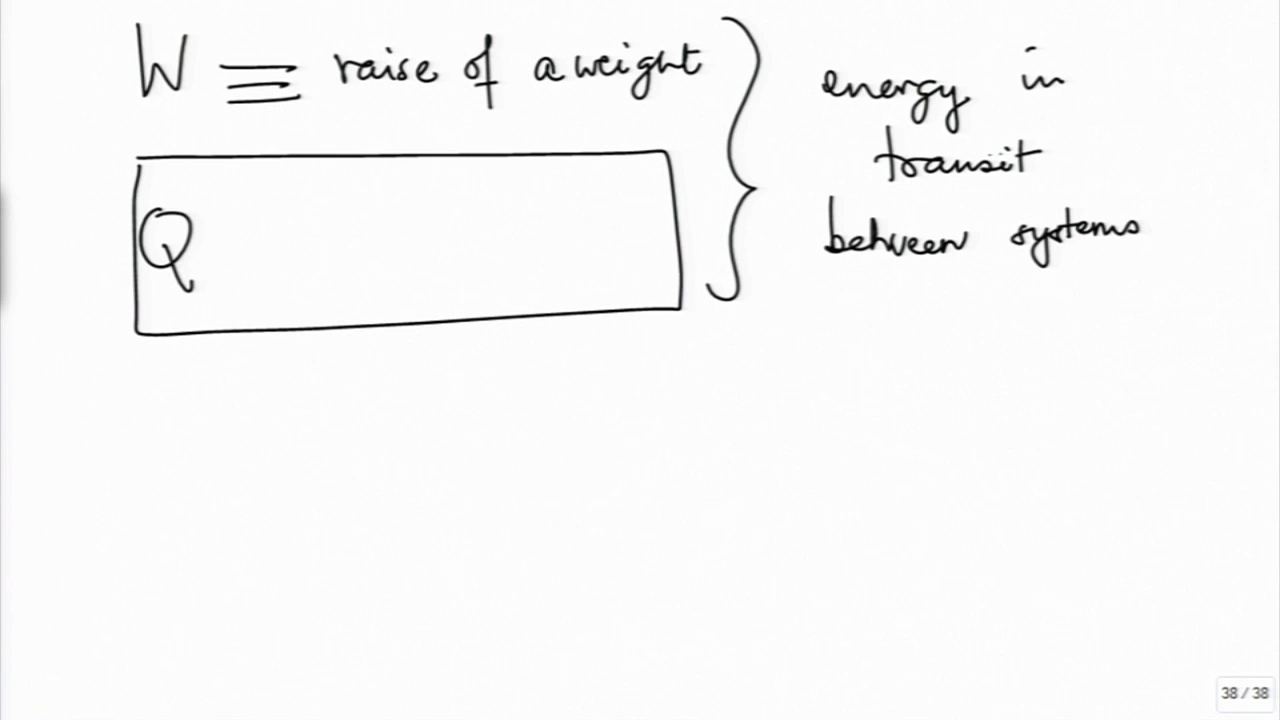 W ≡ raise of a weight
Q
energy in
transit
between systems
38 / 38